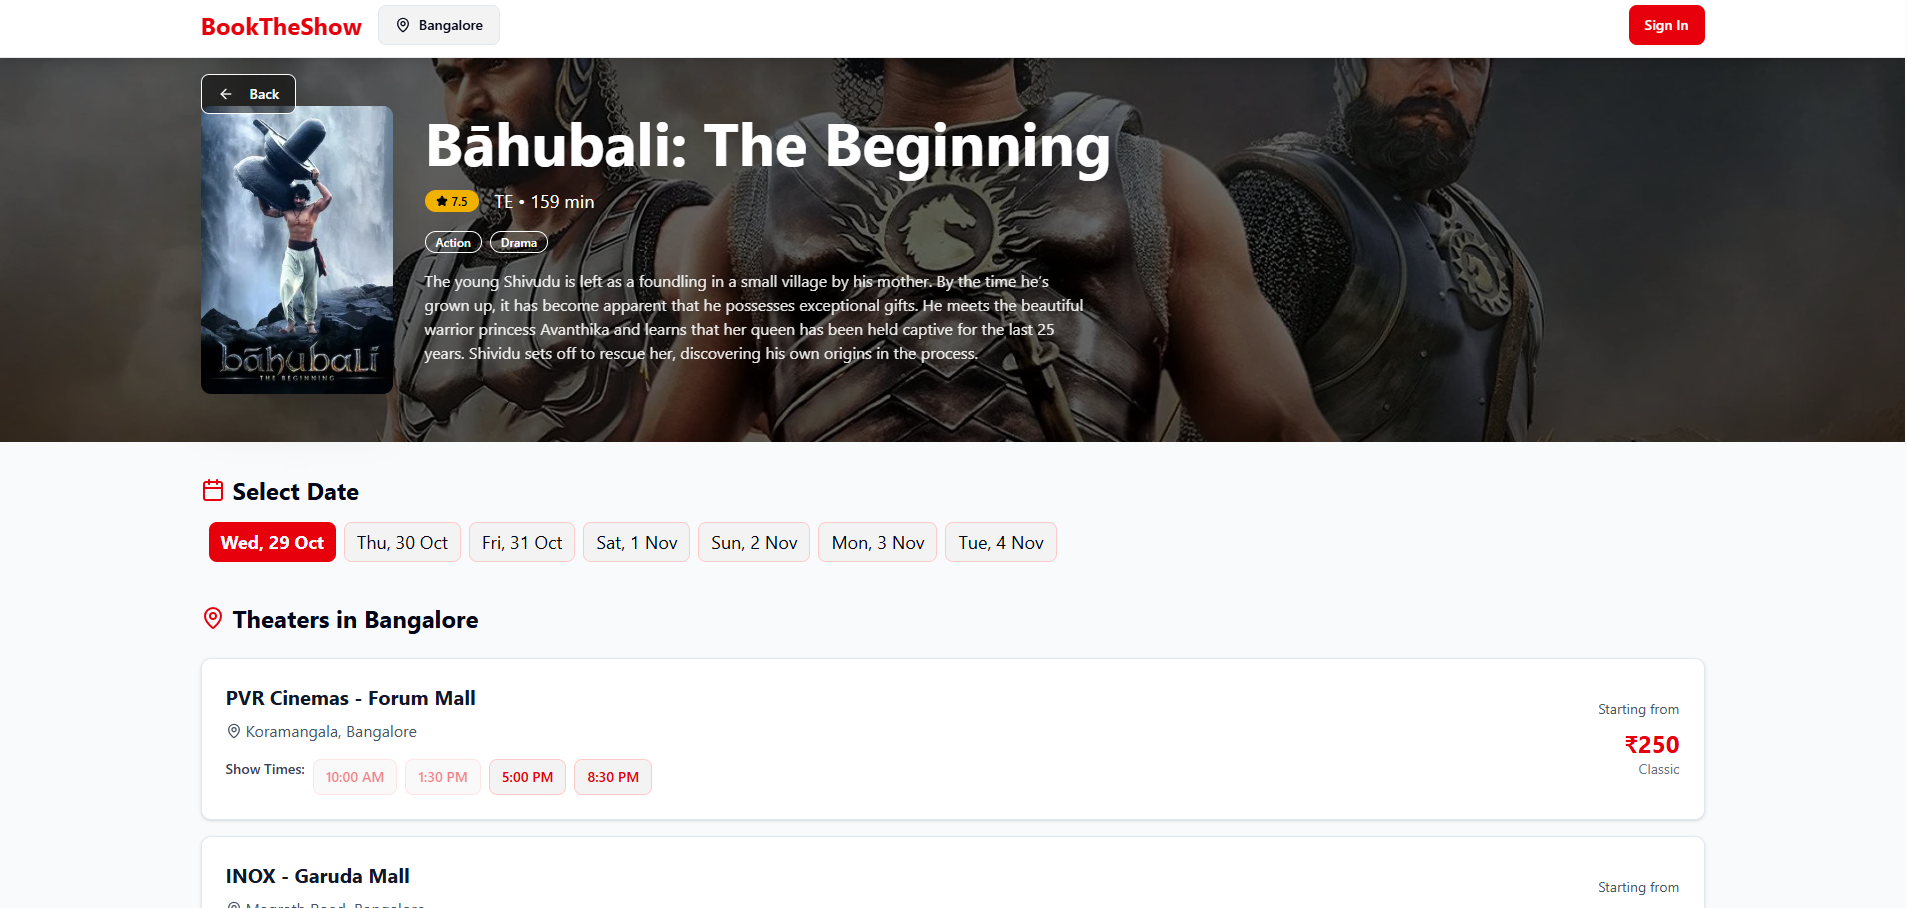 BookTheShow
Bangalore
Sign In
Back
bāhubali
THE BEGINNING
Bāhubali: The Beginning
7.5
TE • 159 min
Action
Drama
The young Shivudu is left as a foundling in a small village by his mother. By the time he’s
grown up, it has become apparent that he possesses exceptional gifts. He meets the beautiful
warrior princess Avanthika and learns that her queen has been held captive for the last 25
years. Shividu sets off to rescue her, discovering his own origins in the process.
Select Date
Wed, 29 Oct
Thu, 30 Oct
Fri, 31 Oct
Sat, 1 Nov
Sun, 2 Nov
Mon, 3 Nov
Tue, 4 Nov
Theaters in Bangalore
PVR Cinemas - Forum Mall
Koramangala, Bangalore
Show Times:
10:00 AM
1:30 PM
5:00 PM
8:30 PM
Starting from
₹250
Classic
INOX - Garuda Mall
Magrath Road, Bangalore
Starting from